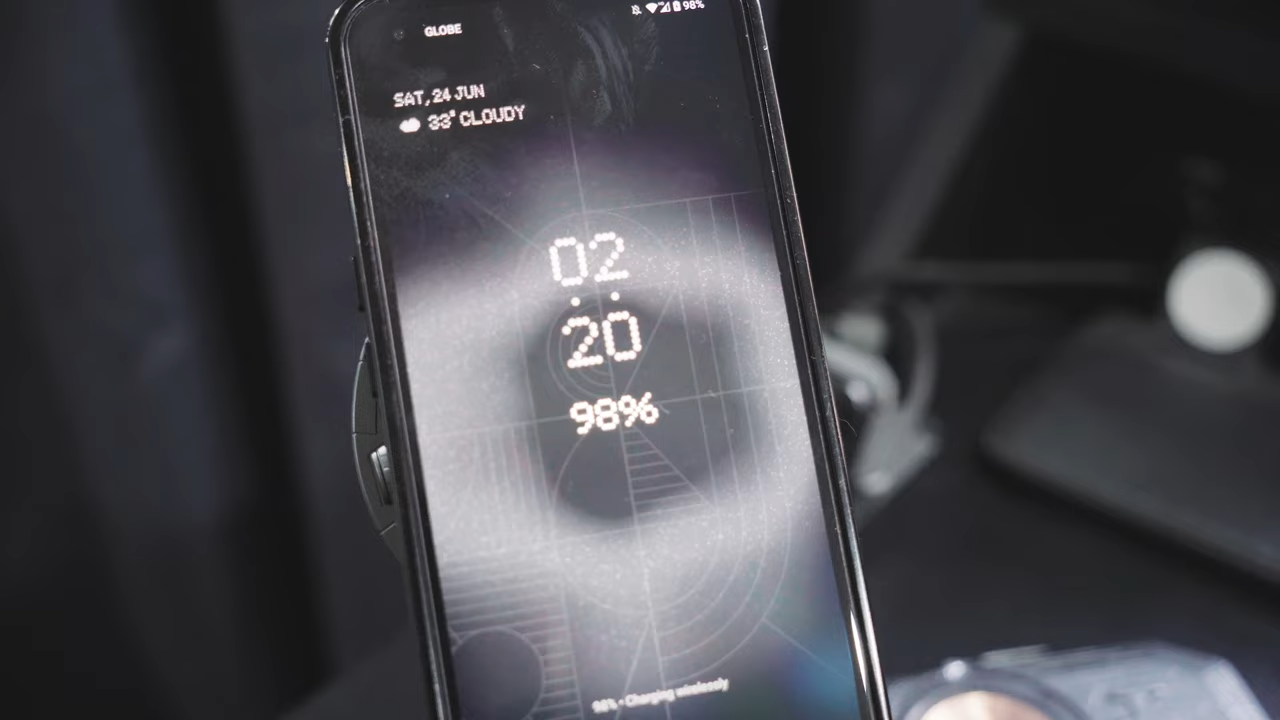 GLOBE
98%
SAT, 24 JUN
33° CLOUDY
02
20
98%
98% • Charging wirelessly